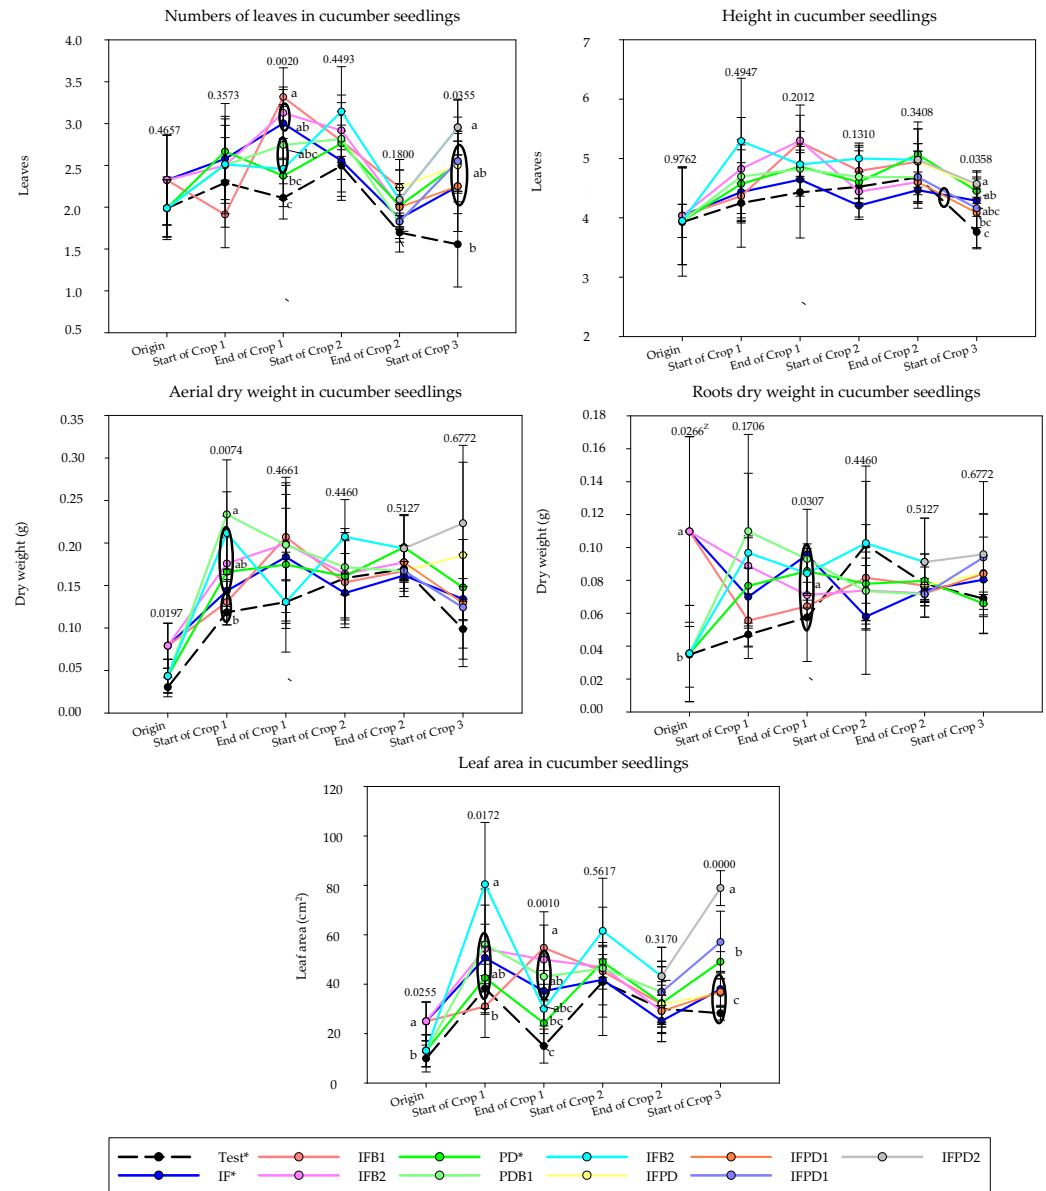 Numbers of leaves in cucumber seedlings
Leaves
4.0
3.5
3.0
2.5
2.0
1.5
1.0
0.5
0.4657
0.3573
0.0020
0.4493
0.1800
0.0355
a
ab
abc
bc
c
a
ab
b
Origin
Start of Crop 1
End of Crop 1
Start of Crop 2
End of Crop 2
Start of Crop 3
Height in cucumber seedlings
Leaves
7
6
5
4
3
2
0.9762
0.4947
0.2012
0.1310
0.3408
0.0358
a
ab
abc
bc
c
Origin
Start of Crop 1
End of Crop 1
Start of Crop 2
End of Crop 2
Start of Crop 3
Aerial dry weight in cucumber seedlings
Dry weight (g)
0.35
0.30
0.25
0.20
0.15
0.10
0.05
0.00
0.0197
0.0074
0.4661
0.4460
0.5127
0.6772
a
ab
b
Origin
Start of Crop 1
End of Crop 1
Start of Crop 2
End of Crop 2
Start of Crop 3
Roots dry weight in cucumber seedlings
Dry weight (g)
0.18
0.16
0.14
0.12
0.10
0.08
0.06
0.04
0.02
0.00
0.0266z
0.1706
0.0307
0.4460
0.5127
0.6772
a
b
a
Origin
Start of Crop 1
End of Crop 1
Start of Crop 2
End of Crop 2
Start of Crop 3
Leaf area in cucumber seedlings
Leaf area (cm²)
120
100
80
60
40
20
0
0.0255
0.0172
0.0010
0.5617
0.3170
0.0000
a
b
a
ab
b
a
ab
abc
bc
c
a
b
c
Origin
Start of Crop 1
End of Crop 1
Start of Crop 2
End of Crop 2
Start of Crop 3
Test* IFB1 PD* IFB2 IFPD1 IFPD2
IF* IFB2 PDB1 IFPD IFPD1